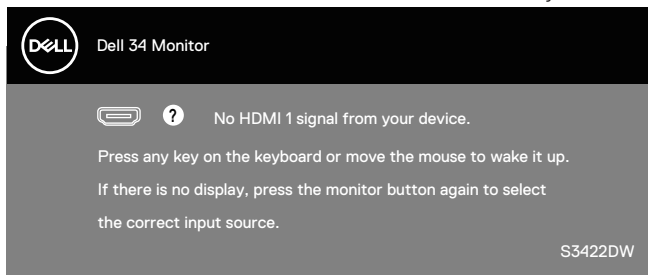 DELL
Dell 34 Monitor
? No HDMI 1 signal from your device.
Press any key on the keyboard or move the mouse to wake it up.
If there is no display, press the monitor button again to select
the correct input source.
S3422DW